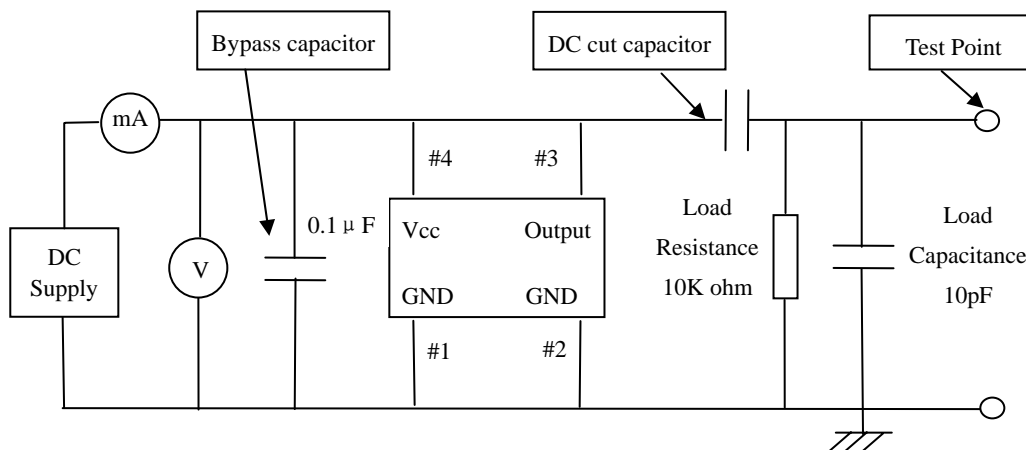 Bypass capacitor
DC cut capacitor
Test Point
mA
#4
#3
0.1μF
Vcc
Output
Load
Resistance
10K ohm
Load
Capacitance
10pF
DC
Supply
V
GND
GND
#1
#2